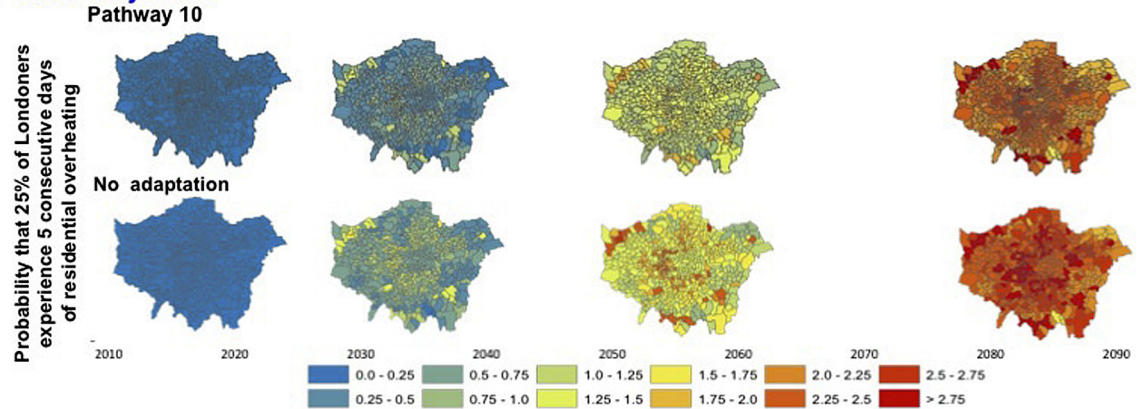 Pathway 10
Probability that 25% of Londoners
experience 5 consecutive days
of residential overheating
No adaptation
2010 2020 2030 2040 2050 2060 2070 2080 2090
0.0 - 0.25 0.5 - 0.75 1.0 - 1.25 1.5 - 1.75 2.0 - 2.25 2.5 - 2.75
0.25 - 0.5 0.75 - 1.0 1.25 - 1.5 1.75 - 2.0 2.25 - 2.5 > 2.75